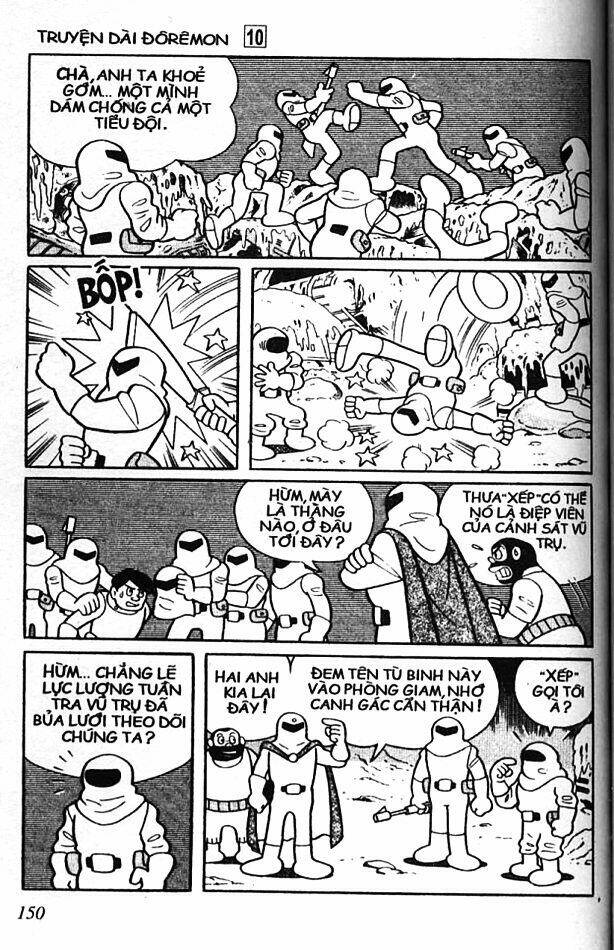 TRUYỆN DÀI ĐÔRÊMON 10
CHÀ, ANH TA KHOẺ
GỚM... MỘT MÌNH
DÁM CHỐNG CẢ MỘT
TIỂU ĐỘI.
BỐP!
HỪM, MÀY
LÀ THẰNG
NÀO, Ở ĐÂU
TỚI ĐÂY?
THƯA "XẾP" CÓ THỂ
NÓ LÀ ĐIỆP VIÊN
CỦA CẢNH SÁT VŨ
TRỤ.
HỪM... CHẲNG LẼ
LỰC LƯỢNG TUẦN
TRA VŨ TRỤ ĐÃ
BỦA LƯỚI THEO DÕI
CHÚNG TA?
HAI ANH
KIA LẠI
ĐÂY!
ĐEM TÊN TÙ BINH NÀY
VÀO PHÒNG GIAM, NHỚ
CANH GÁC CẨN THẬN!
"XẾP"
GỌI TÔI
À?
150